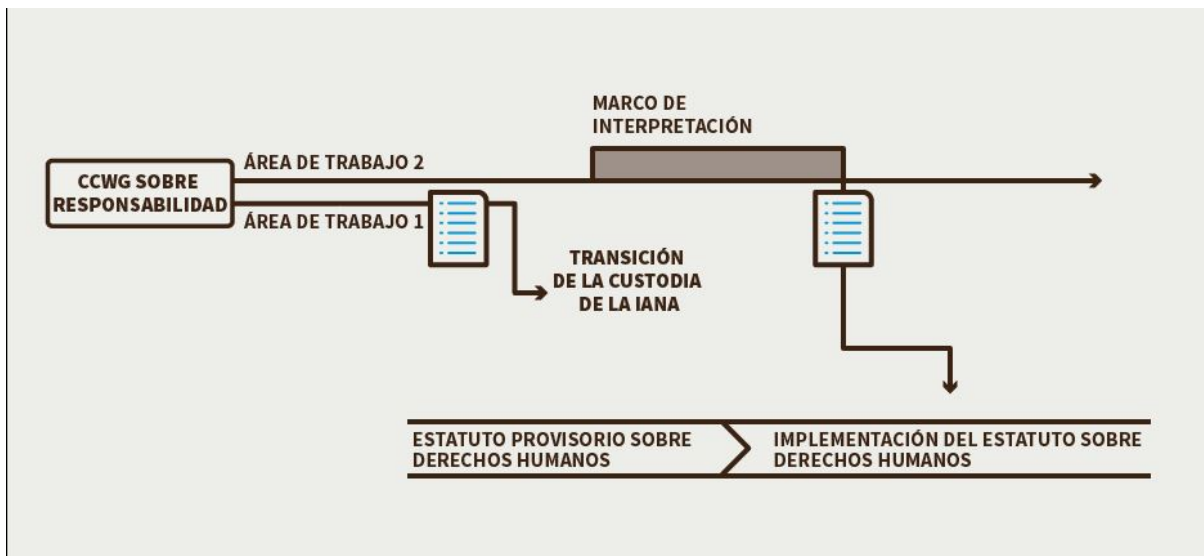 MARCO DE
INTERPRETACIÓN
ÁREA DE TRABAJO 2
CCWG SOBRE
RESPONSABILIDAD
ÁREA DE TRABAJO 1
TRANSICIÓN
DE LA CUSTODIA
DE LA IANA
ESTATUTO PROVISORIO SOBRE
DERECHOS HUMANOS
IMPLEMENTACIÓN DEL ESTATUTO SOBRE
DERECHOS HUMANOS